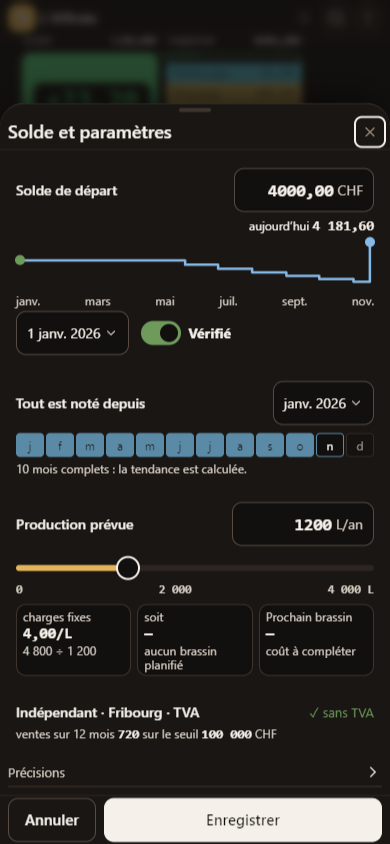 Solde et paramètres
Solde de départ
4000,00 CHF
aujourd'hui 4 181,60
janv. mars mai juil. sept. nov.
1 janv. 2026
Vérifié
Tout est noté depuis
janv. 2026
j f m a m j j a s o n d
10 mois complets : la tendance est calculée.
Production prévue
1200 L/an
0 2 000 4 000 L
charges fixes
4,00/L
4 800 ÷ 1 200
soit
—
aucun brassin
planifié
Prochain brassin
—
coût à compléter
Indépendant · Fribourg · TVA
✓ sans TVA
ventes sur 12 mois 720 sur le seuil 100 000 CHF
Précisions
Annuler
Enregistrer